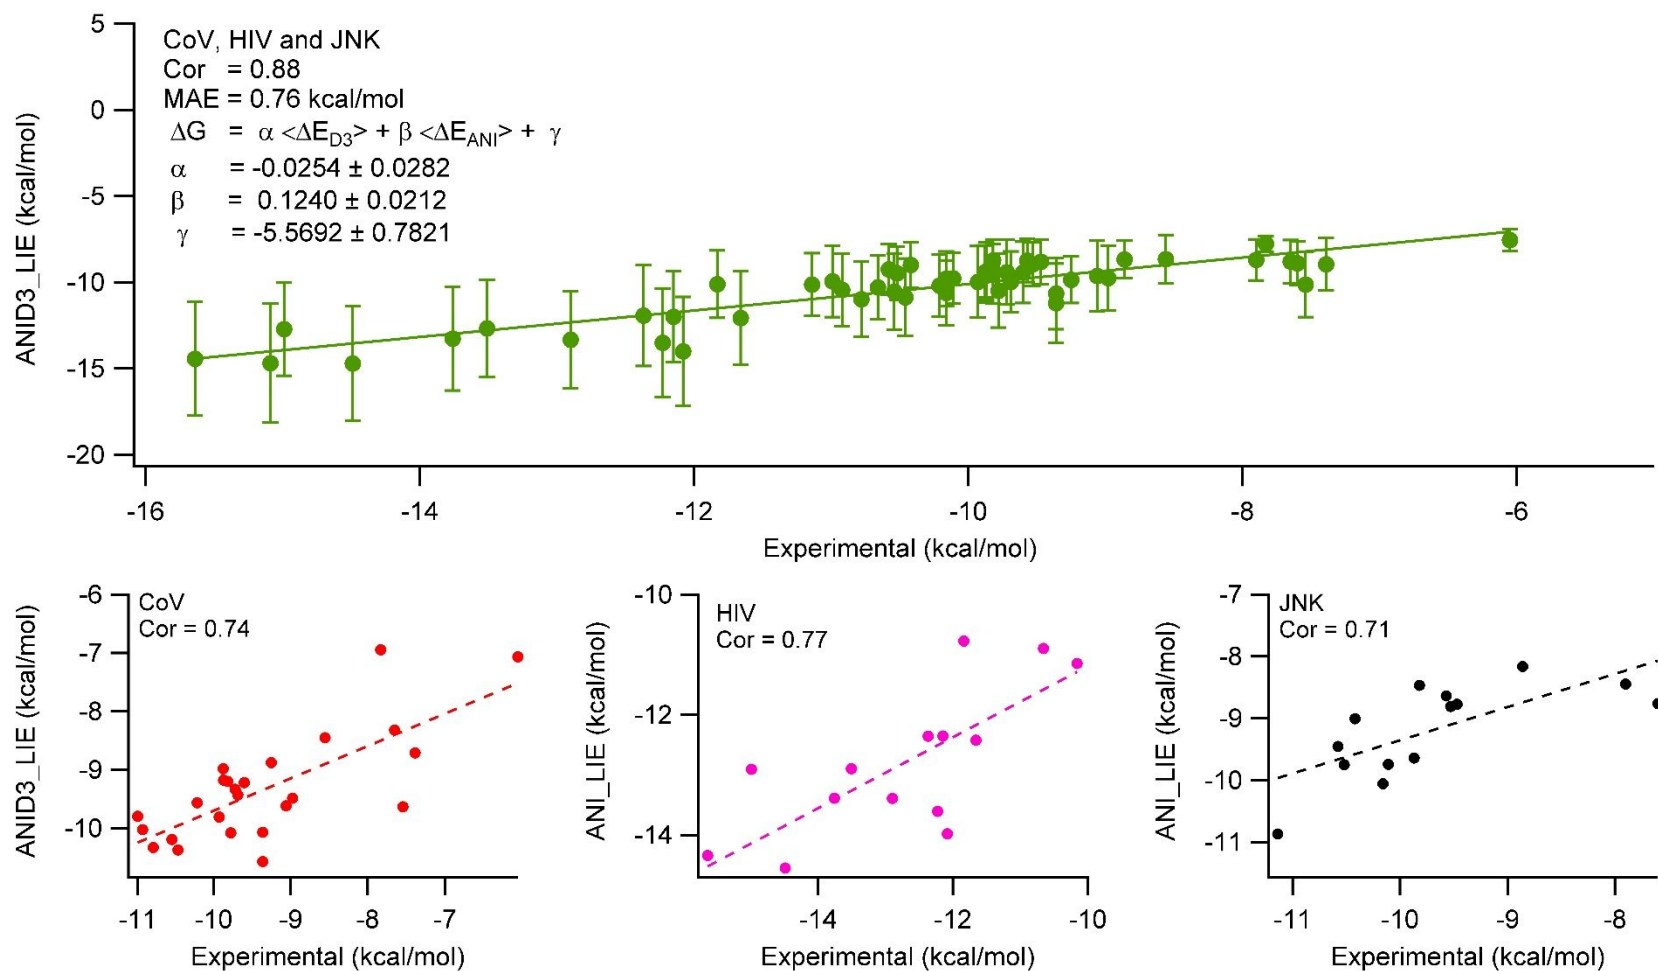 CoV, HIV and JNK
Cor = 0.88
MAE = 0.76 kcal/mol
ΔG = α <ΔE_D3> + β <ΔE_ANI> + γ
α = -0.0254 ± 0.0282
β = 0.1240 ± 0.0212
γ = -5.5692 ± 0.7821
ANID3_LIE (kcal/mol)
5
0
-5
-10
-15
-20
-16 -14 -12 -10 -8 -6
Experimental (kcal/mol)
CoV
Cor = 0.74
ANID3_LIE (kcal/mol)
-6
-7
-8
-9
-10
-11 -10 -9 -8 -7
Experimental (kcal/mol)
HIV
Cor = 0.77
ANI_LIE (kcal/mol)
-10
-12
-14
-14 -12 -10
Experimental (kcal/mol)
JNK
Cor = 0.71
ANI_LIE (kcal/mol)
-7
-8
-9
-10
-11
-11 -10 -9 -8
Experimental (kcal/mol)